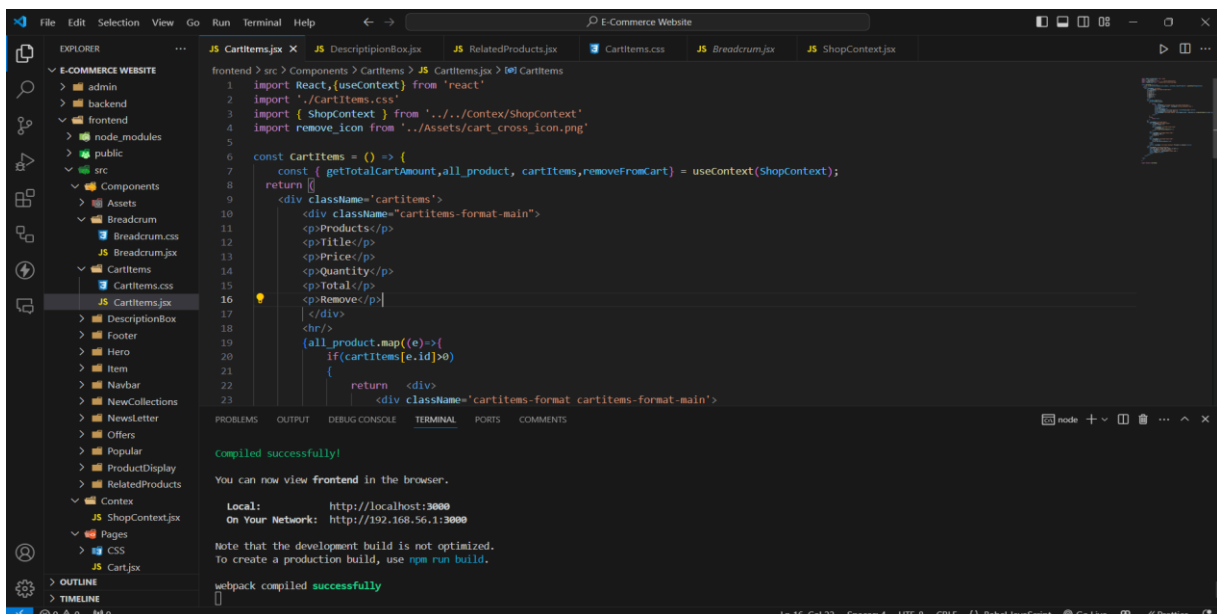 File Edit Selection View Go Run Terminal Help
E-Commerce Website
EXPLORER
E-COMMERCE WEBSITE
admin
backend
frontend
node_modules
public
src
Components
Assets
Breadcrum
Breadcrum.css
JS Breadcrum.jsx
CartItems
CartItems.css
JS CartItems.jsx
DescriptionBox
Footer
Hero
Item
Navbar
NewCollections
NewsLetter
Offers
Popular
ProductDisplay
RelatedProducts
Contex
JS ShopContext.jsx
Pages
CSS
JS Cart.jsx
OUTLINE
TIMELINE
JS CartItems.jsx JS DescriptipionBox.jsx JS RelatedProducts.jsx CartItems.css JS Breadcrum.jsx JS ShopContext.jsx
frontend > src > Components > CartItems > JS CartItems.jsx > CartItems
1 import React,{useContext} from 'react'
2 import './CartItems.css'
3 import { ShopContext } from '../../Contex/ShopContext'
4 import remove_icon from '../Assets/cart_cross_icon.png'
5
6 const CartItems = () => {
7 const { getTotalCartAmount,all_product, cartItems,removeFromCart} = useContext(ShopContext);
8 return (
9 <div className='cartitems'>
10 <div className="cartitems-format-main">
11 <p>Products</p>
12 <p>Title</p>
13 <p>Price</p>
14 <p>Quantity</p>
15 <p>Total</p>
16 <p>Remove</p>
17 </div>
18 <hr/>
19 {all_product.map((e)=>{
20 if(cartItems[e.id]>0)
21 {
22 return <div>
23 <div className='cartitems-format cartitems-format-main'>
PROBLEMS OUTPUT DEBUG CONSOLE TERMINAL PORTS COMMENTS
node
Compiled successfully!
You can now view frontend in the browser.
Local: http://localhost:3000
On Your Network: http://192.168.56.1:3000
Note that the development build is not optimized.
To create a production build, use npm run build.
webpack compiled successfully